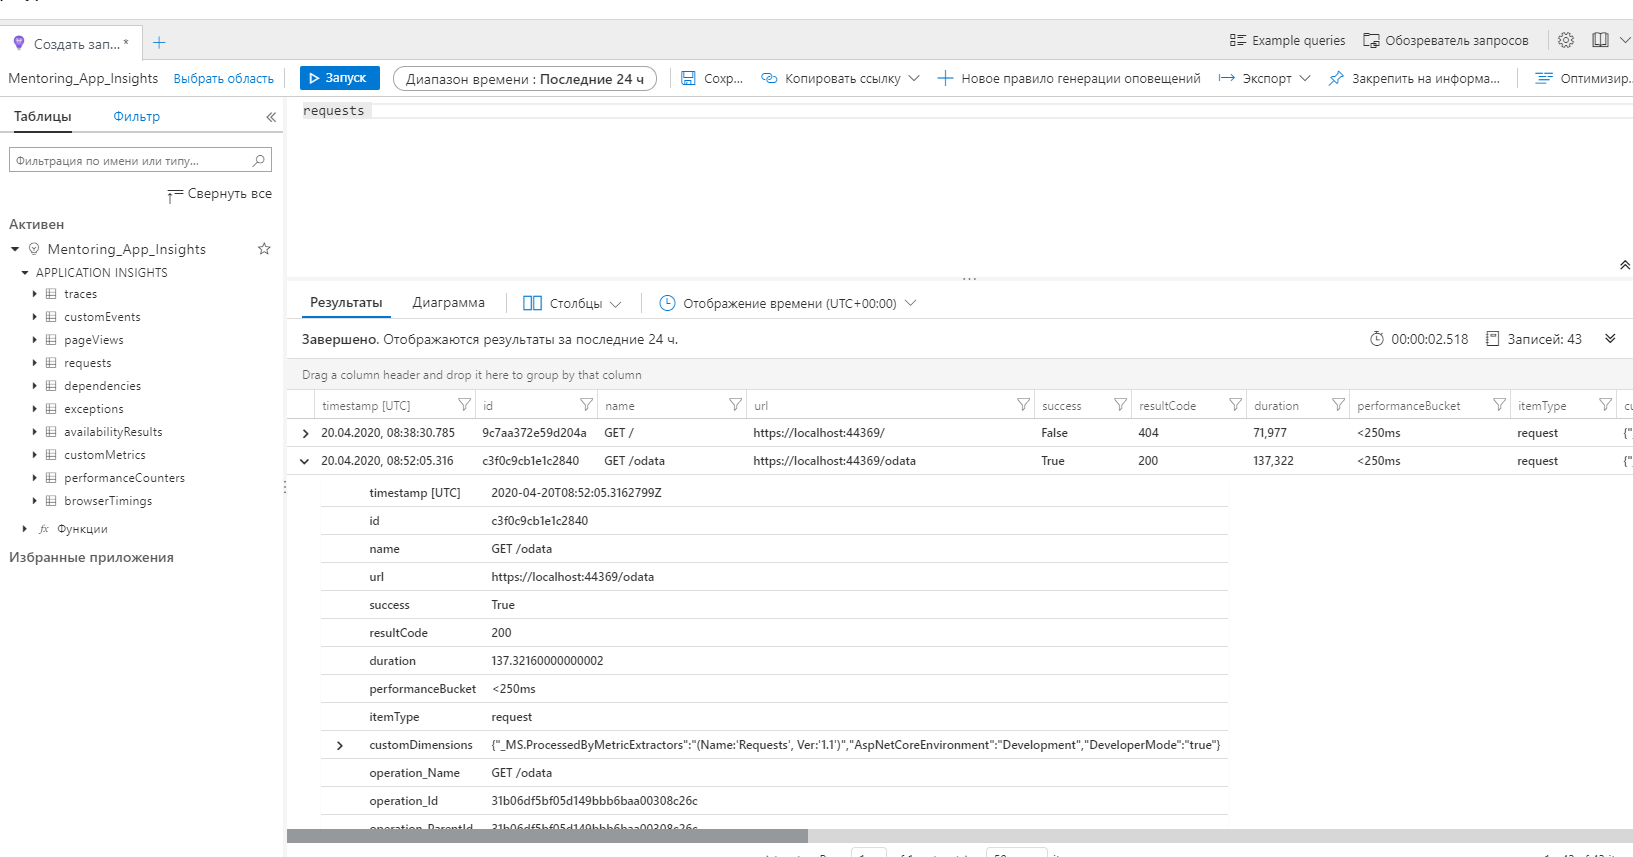 Создать зап... *
Example queries
Обозреватель запросов
Mentoring_App_Insights
Выбрать область
Запуск
Диапазон времени : Последние 24 ч
Сохр...
Копировать ссылку
Новое правило генерации оповещений
Экспорт
Закрепить на информа...
Оптимизир...
Таблицы
Фильтр
requests
Фильтрация по имени или типу...
Свернуть все
Активен
Mentoring_App_Insights
APPLICATION INSIGHTS
traces
customEvents
pageViews
requests
dependencies
exceptions
availabilityResults
customMetrics
performanceCounters
browserTimings
fx Функции
Избранные приложения
Результаты
Диаграмма
Столбцы
Отображение времени (UTC+00:00)
Завершено. Отображаются результаты за последние 24 ч.
00:00:02.518
Записей: 43
Drag a column header and drop it here to group by that column
timestamp [UTC] id name url success resultCode duration performanceBucket itemType cu
20.04.2020, 08:38:30.785 9c7aa372e59d204a GET / https://localhost:44369/ False 404 71,977 <250ms request {"_
20.04.2020, 08:52:05.316 c3f0c9cb1e1c2840 GET /odata https://localhost:44369/odata True 200 137,322 <250ms request {"_
timestamp [UTC] 2020-04-20T08:52:05.3162799Z
id c3f0c9cb1e1c2840
name GET /odata
url https://localhost:44369/odata
success True
resultCode 200
duration 137.32160000000002
performanceBucket <250ms
itemType request
customDimensions {"_MS.ProcessedByMetricExtractors":"(Name:'Requests', Ver:'1.1')","AspNetCoreEnvironment":"Development","DeveloperMode":"true"}
operation_Name GET /odata
operation_Id 31b06df5bf05d149bbb6baa00308c26c
operation_ParentId 31b06df5bf05d149bbb6baa00308c26c